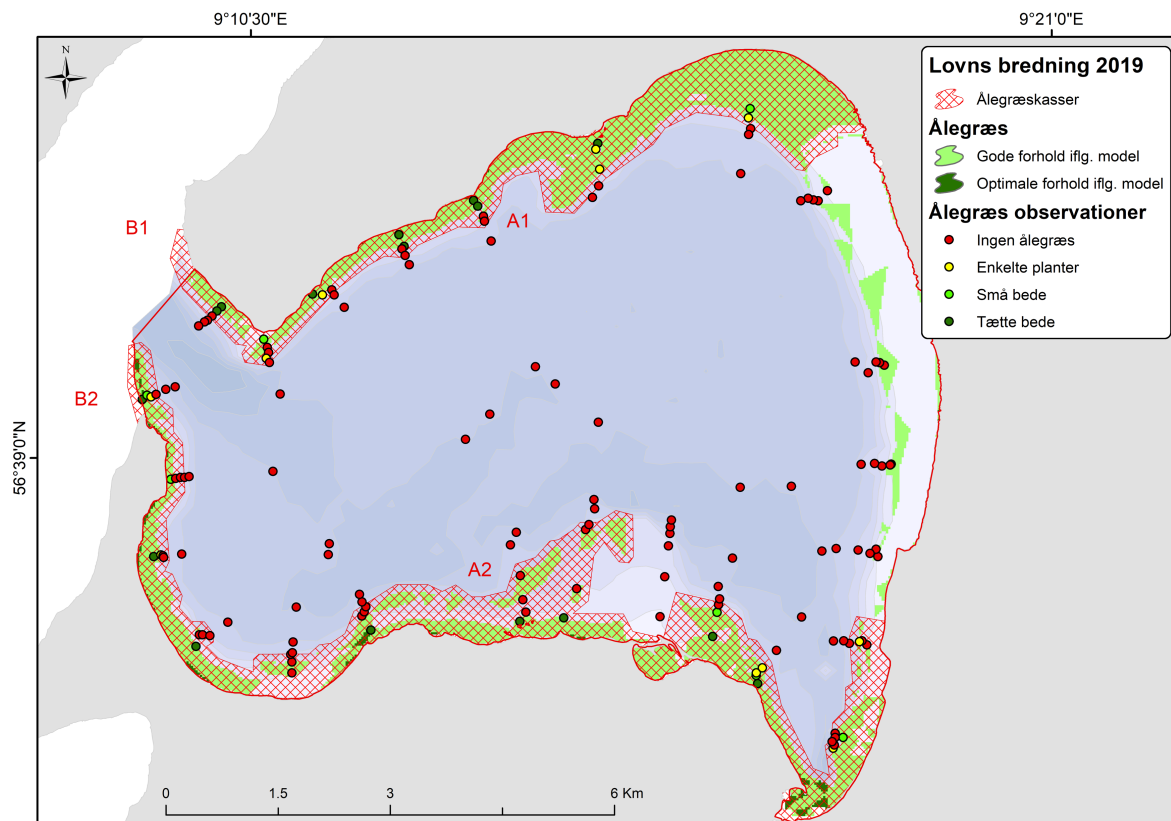 9°10'30"E
9°21'0"E
N
Lovns bredning 2019
Ålegræskasser
Ålegræs
Gode forhold iflg. model
Optimale forhold iflg. model
Ålegræs observationer
Ingen ålegræs
Enkelte planter
Små bede
Tætte bede
B1
A1
B2
56°39'0"N
A2
0
1.5
3
6 Km